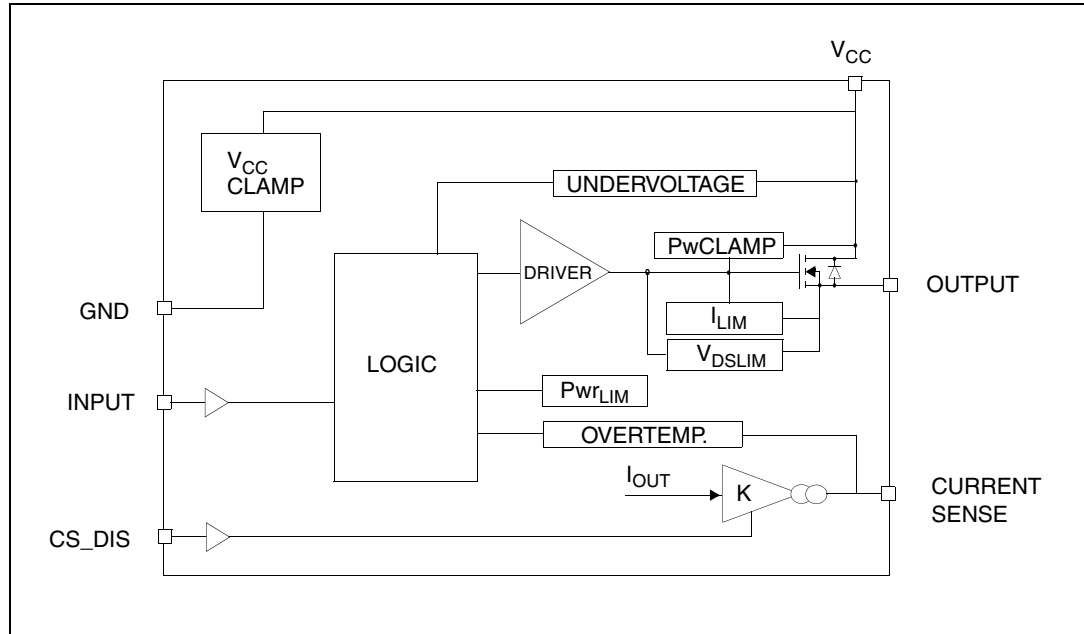 VCC
VCC
CLAMP
UNDERVOLTAGE
PwCLAMP
DRIVER
OUTPUT
GND
ILIM
VDSLIM
LOGIC
PwrLIM
INPUT
OVERTEMP.
IOUT
K
CURRENT
SENSE
CS_DIS